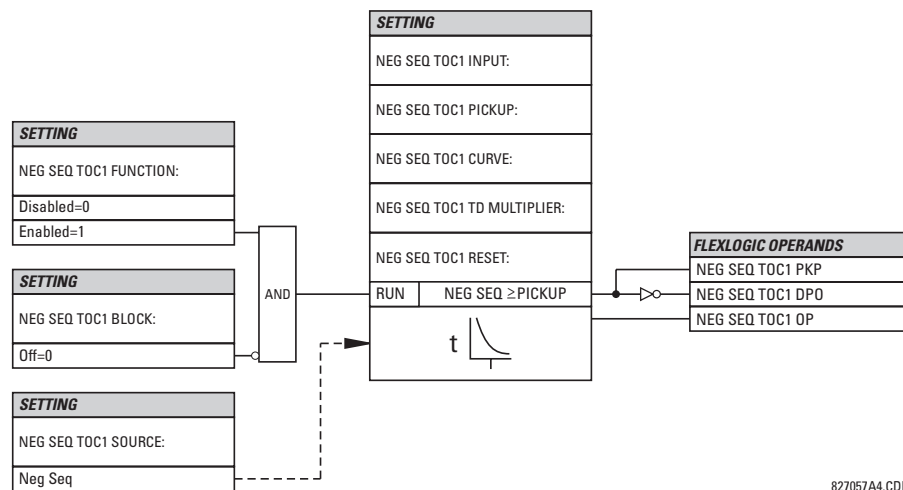 SETTING
NEG SEQ TOC1 FUNCTION:
Disabled=0
Enabled=1
SETTING
NEG SEQ TOC1 BLOCK:
Off=0
SETTING
NEG SEQ TOC1 SOURCE:
Neg Seq
AND
SETTING
NEG SEQ TOC1 INPUT:
NEG SEQ TOC1 PICKUP:
NEG SEQ TOC1 CURVE:
NEG SEQ TOC1 TD MULTIPLIER:
NEG SEQ TOC1 RESET:
RUN NEG SEQ ≥ PICKUP
t
FLEXLOGIC OPERANDS
NEG SEQ TOC1 PKP
NEG SEQ TOC1 DPO
NEG SEQ TOC1 OP